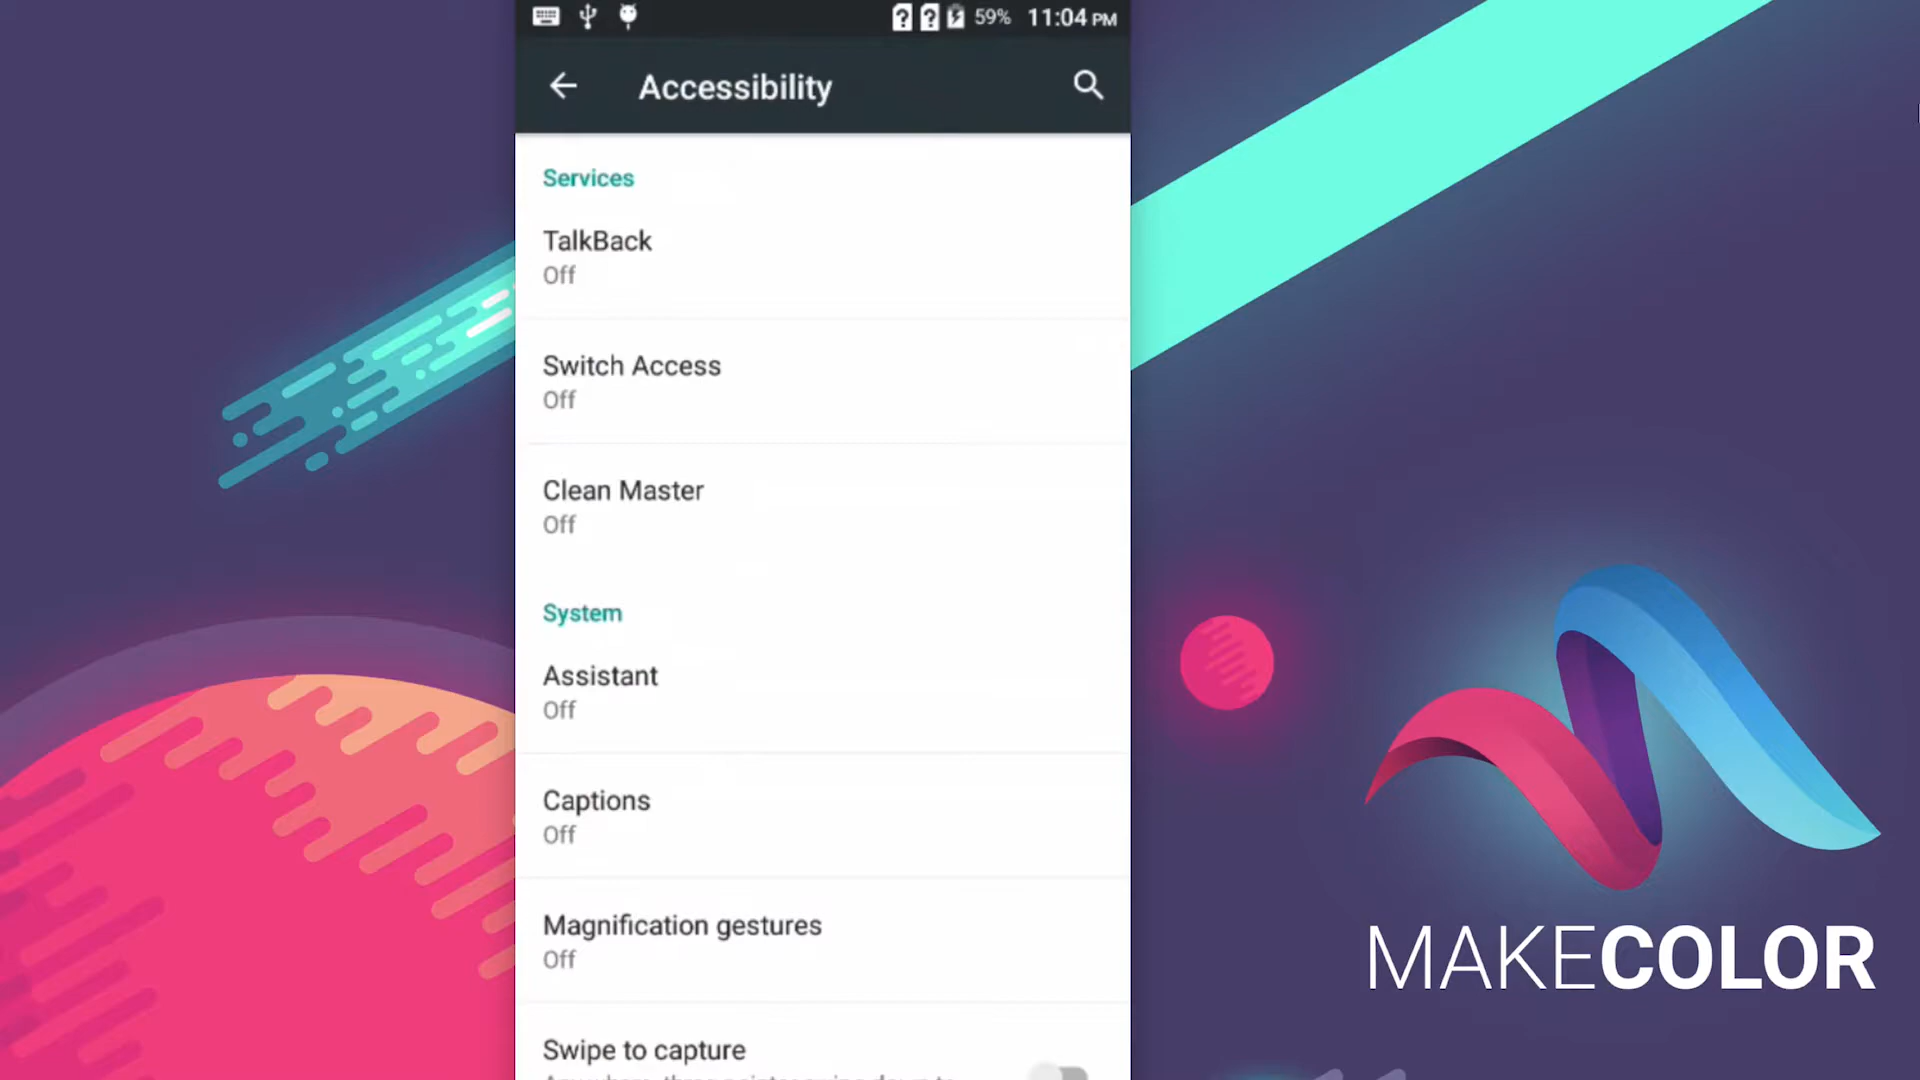 59% 11:04 PM
Accessibility
Services
TalkBack
Off
Switch Access
Off
Clean Master
Off
System
Assistant
Off
Captions
Off
Magnification gestures
Off
Swipe to capture
MAKECOLOR